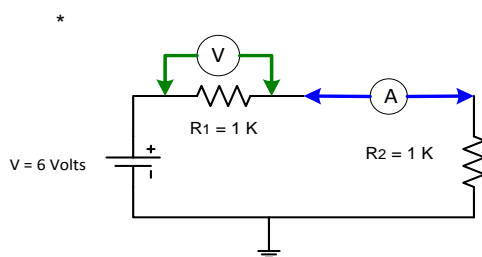 *
V
A
R1 = 1 K
R2 = 1 K
V = 6 Volts
+
-